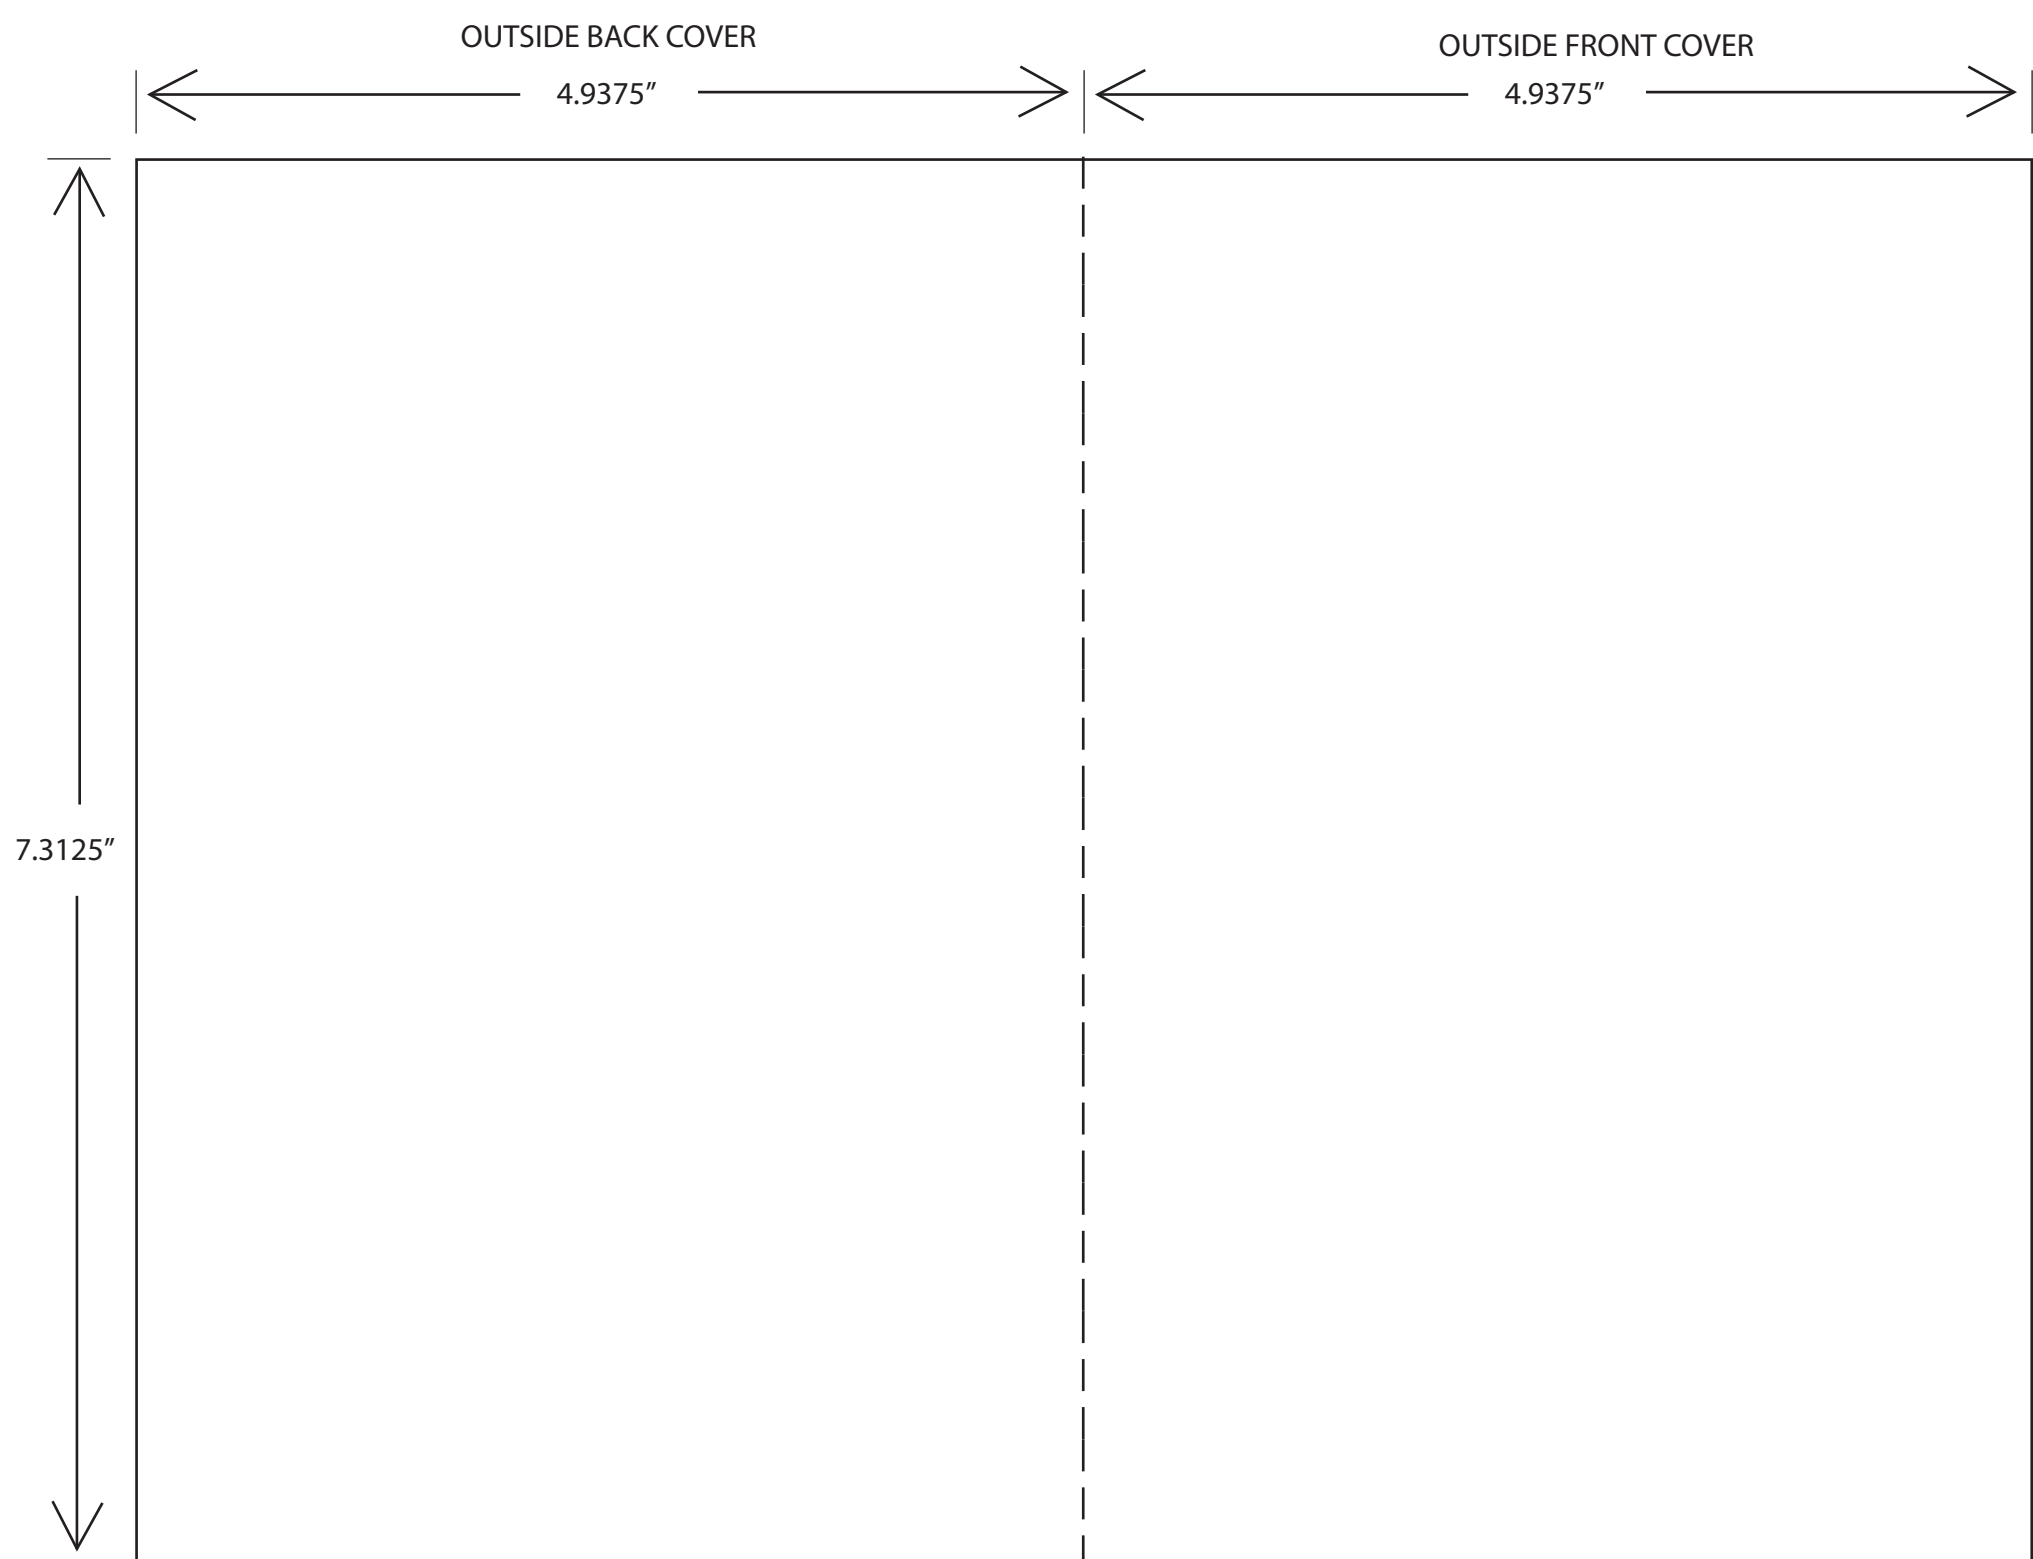 OUTSIDE BACK COVER
OUTSIDE FRONT COVER
4.9375″
4.9375″
7.3125″